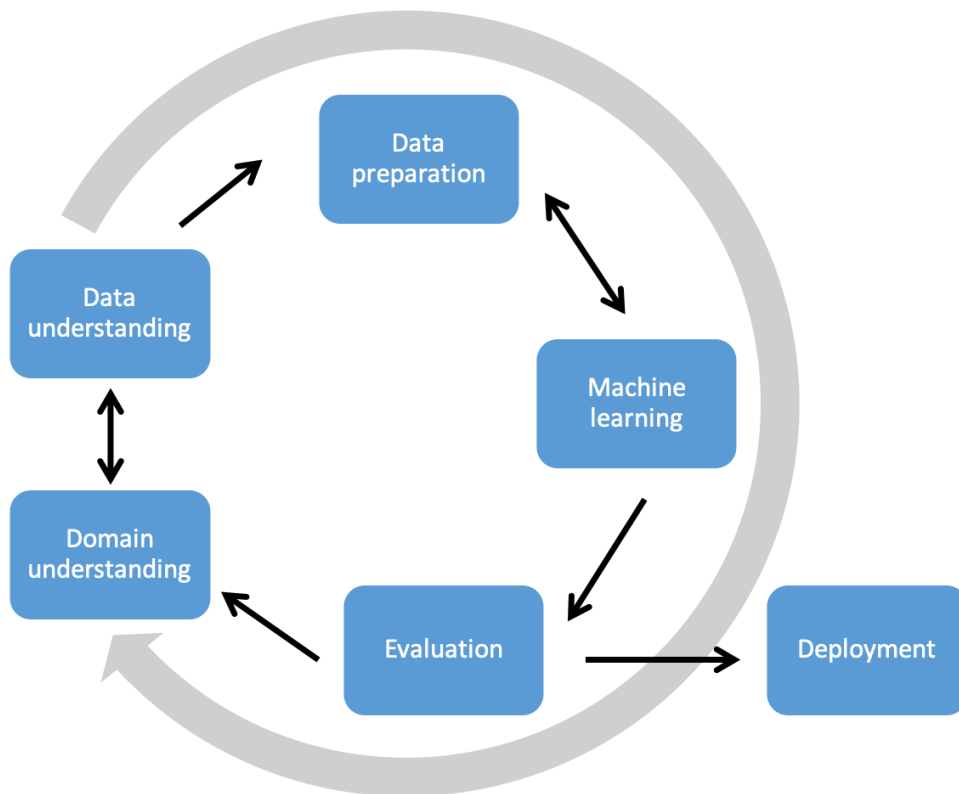 Data
preparation
Data
understanding
Machine
learning
Domain
understanding
Evaluation
Deployment